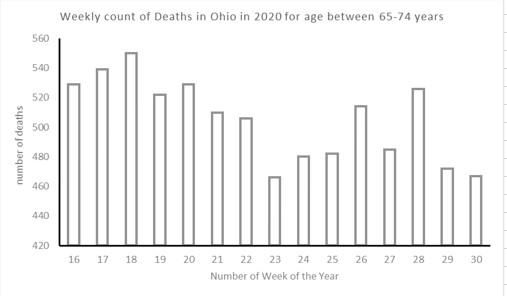 Weekly count of Deaths in Ohio in 2020 for age between 65-74 years
560
540
520
500
480
460
440
420
number of deaths
16 17 18 19 20 21 22 23 24 25 26 27 28 29 30
Number of Week of the Year